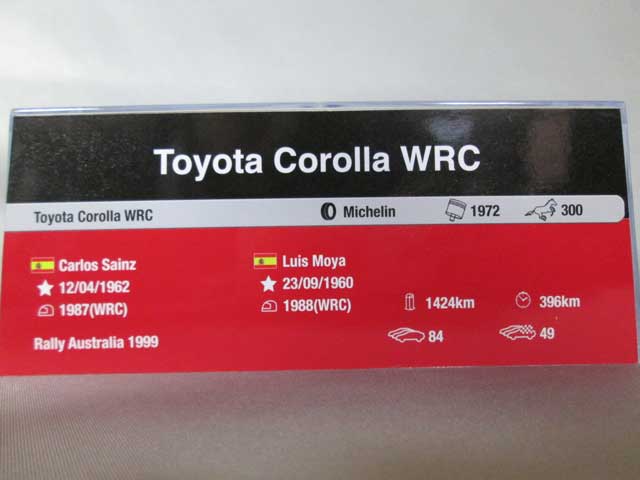 Toyota Corolla WRC
Toyota Corolla WRC Michelin 1972 300
Carlos Sainz
12/04/1962
1987(WRC)
Luis Moya
23/09/1960
1988(WRC)
1424km 396km
84 49
Rally Australia 1999